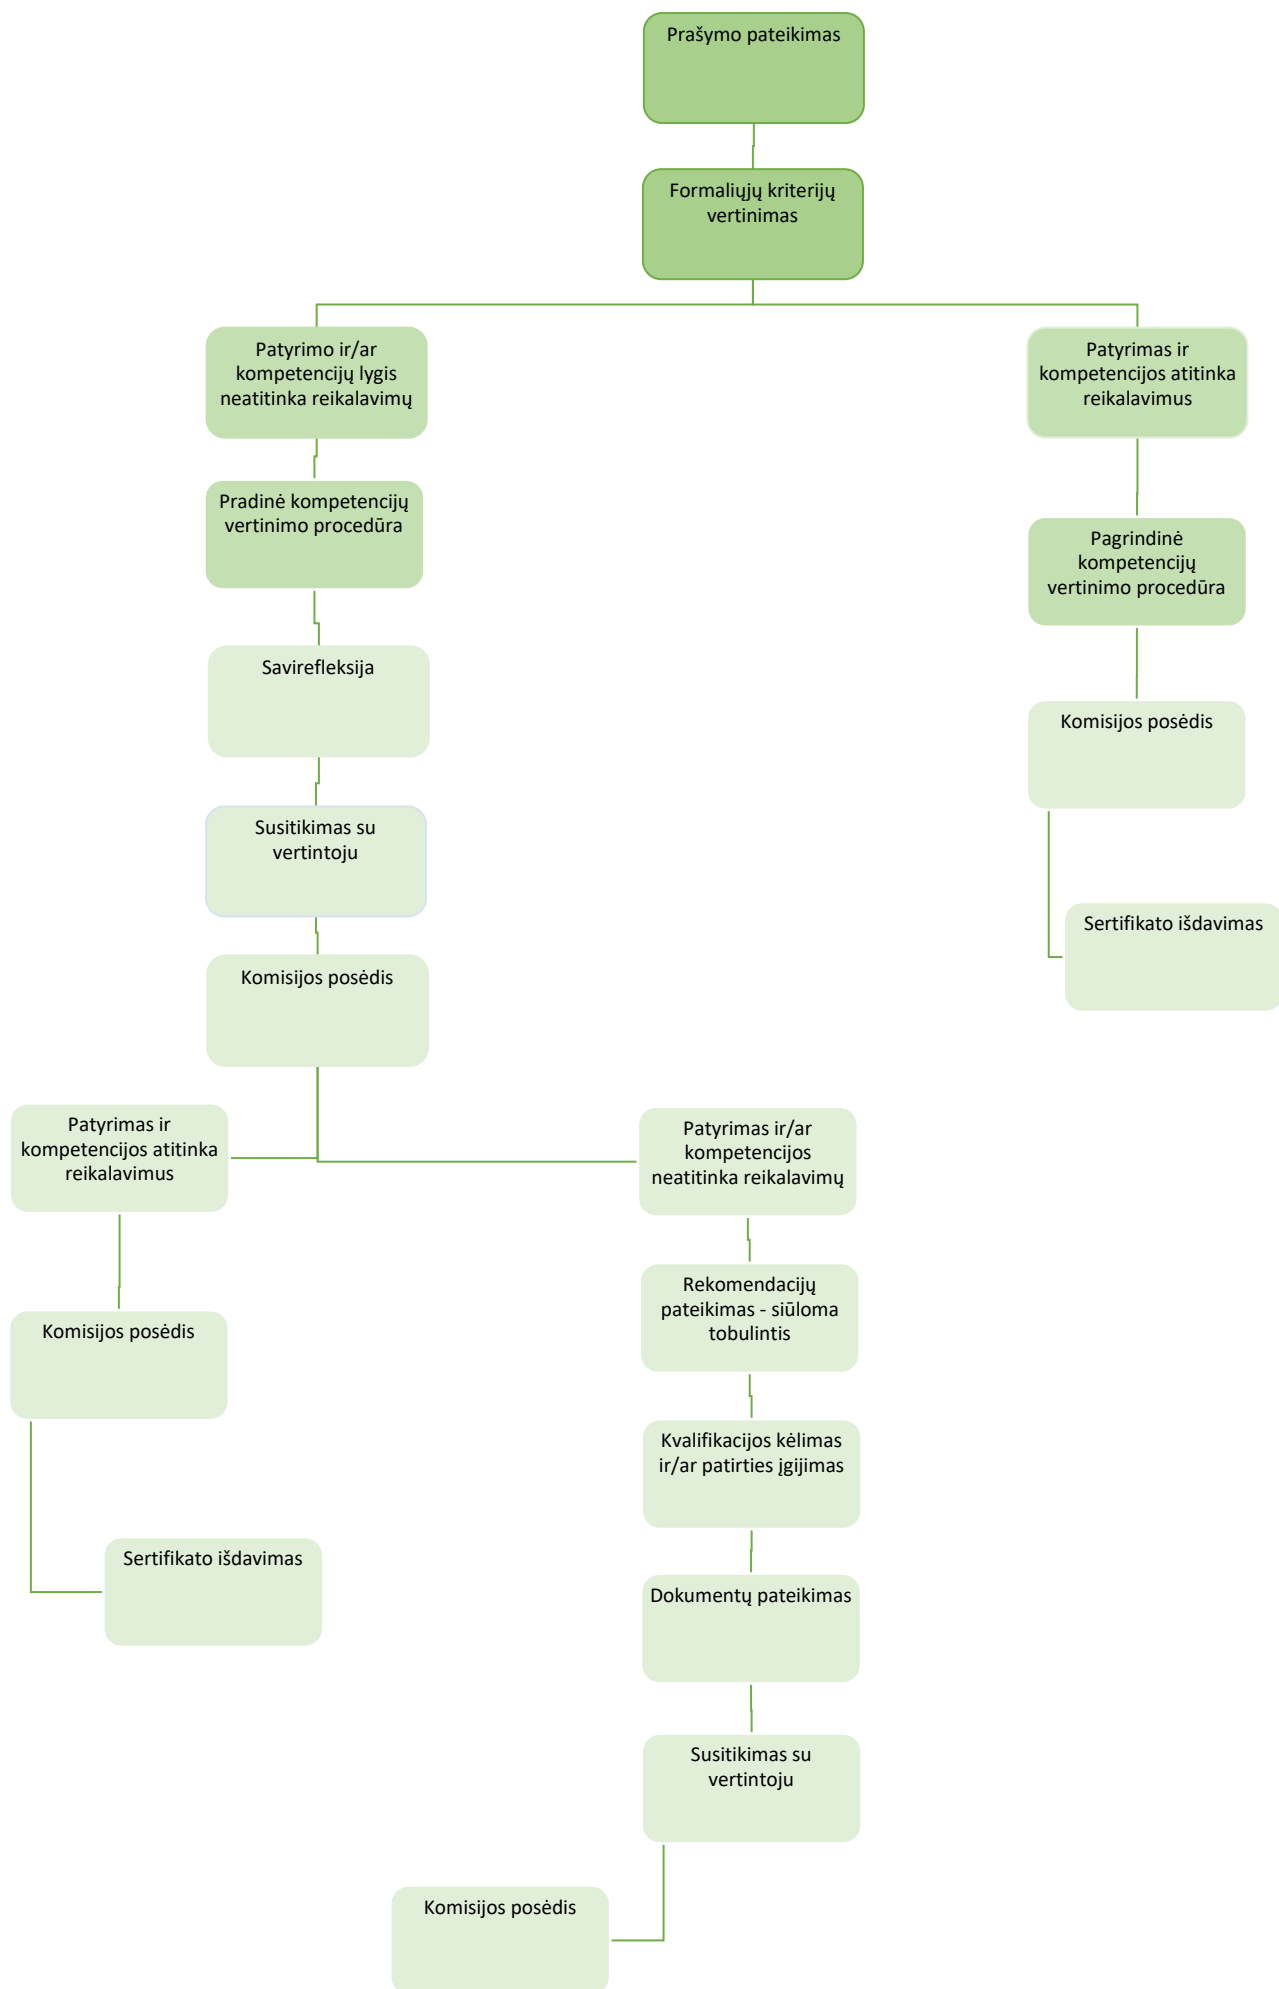 Prašymo pateikimas
Formaliųjų kriterijų
vertinimas
Patyrimo ir/ar
kompetencijų lygis
neatitinka reikalavimų
Patyrimas ir
kompetencijos atitinka
reikalavimus
Pradinė kompetencijų
vertinimo procedūra
Pagrindinė
kompetencijų
vertinimo procedūra
Savirefleksija
Komisijos posėdis
Susitikimas su
vertintoju
Sertifikato išdavimas
Komisijos posėdis
Patyrimas ir
kompetencijos atitinka
reikalavimus
Patyrimas ir/ar
kompetencijos
neatitinka reikalavimų
Rekomendacijų
pateikimas - siūloma
tobulintis
Komisijos posėdis
Kvalifikacijos kėlimas
ir/ar patirties įgijimas
Sertifikato išdavimas
Dokumentų pateikimas
Susitikimas su
vertintoju
Komisijos posėdis